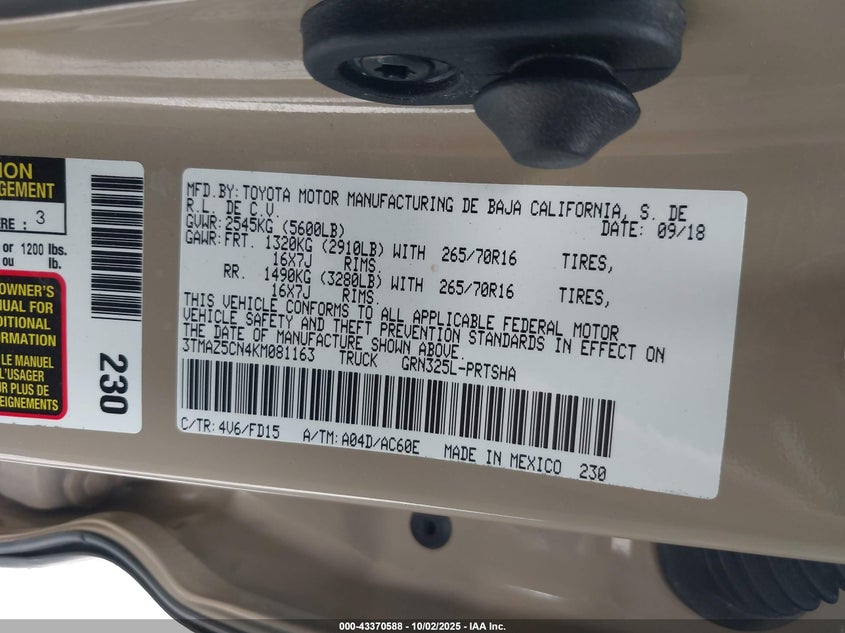 ION
GEMENT
ERE : 3
or 1200 lbs.
ou lb.
OWNER'S
NUAL FOR
DITIONAL
FORMATION
LE MANUEL
L'USAGER
UR PLUS DE
SEIGNEMENTS
230
MFD.BY: TOYOTA MOTOR MANUFACTURING DE BAJA CALIFORNIA, S. DE
R.L. DE C.V. DATE: 09/18
GVWR: 2545KG (5600LB)
GAWR: FRT. 1320KG (2910LB) WITH 265/70R16 TIRES,
16X7J RIMS.
RR. 1490KG (3280LB) WITH 265/70R16 TIRES,
16X7J RIMS.
THIS VEHICLE CONFORMS TO ALL APPLICABLE FEDERAL MOTOR
VEHICLE SAFETY AND THEFT PREVENTION STANDARDS IN EFFECT ON
THE DATE OF MANUFACTURE SHOWN ABOVE.
3TMAZ5CN4KM081163 TRUCK GRN325L-PRTSHA
C/TR: 4V6/FD15 A/TM: A04D/AC60E MADE IN MEXICO 230
000-43370588 - 10/02/2025 - IAA Inc.